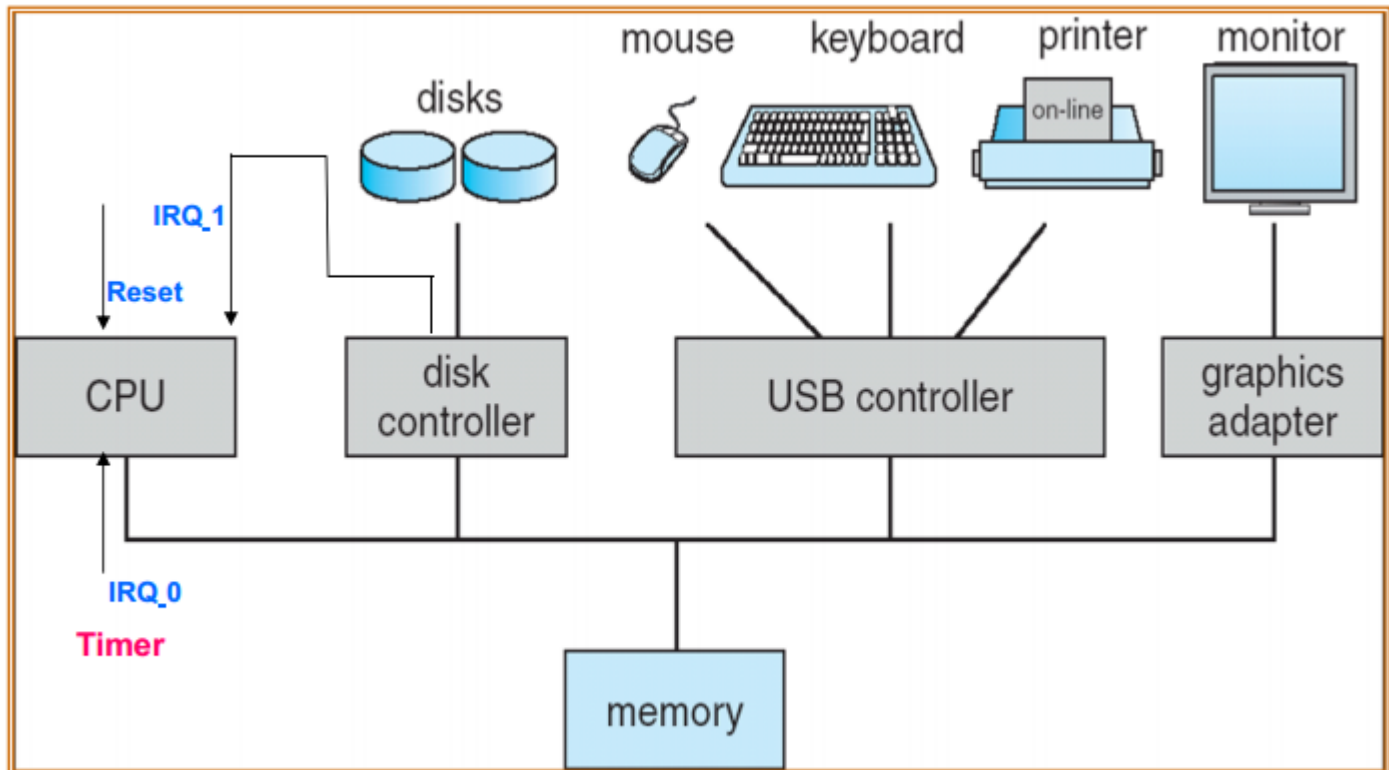 mouse
keyboard
printer
monitor
disks
on-line
IRQ_1
Reset
CPU
disk
controller
USB controller
graphics
adapter
IRQ_0
Timer
memory